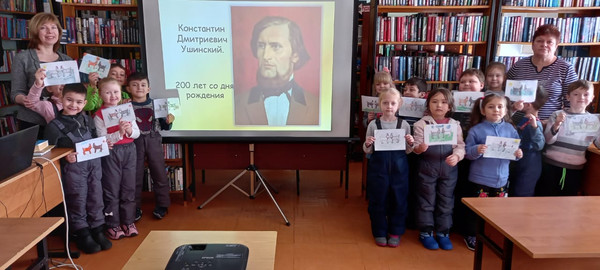 Константин
Дмитриевич
Ушинский.
200 лет со дня
рождения